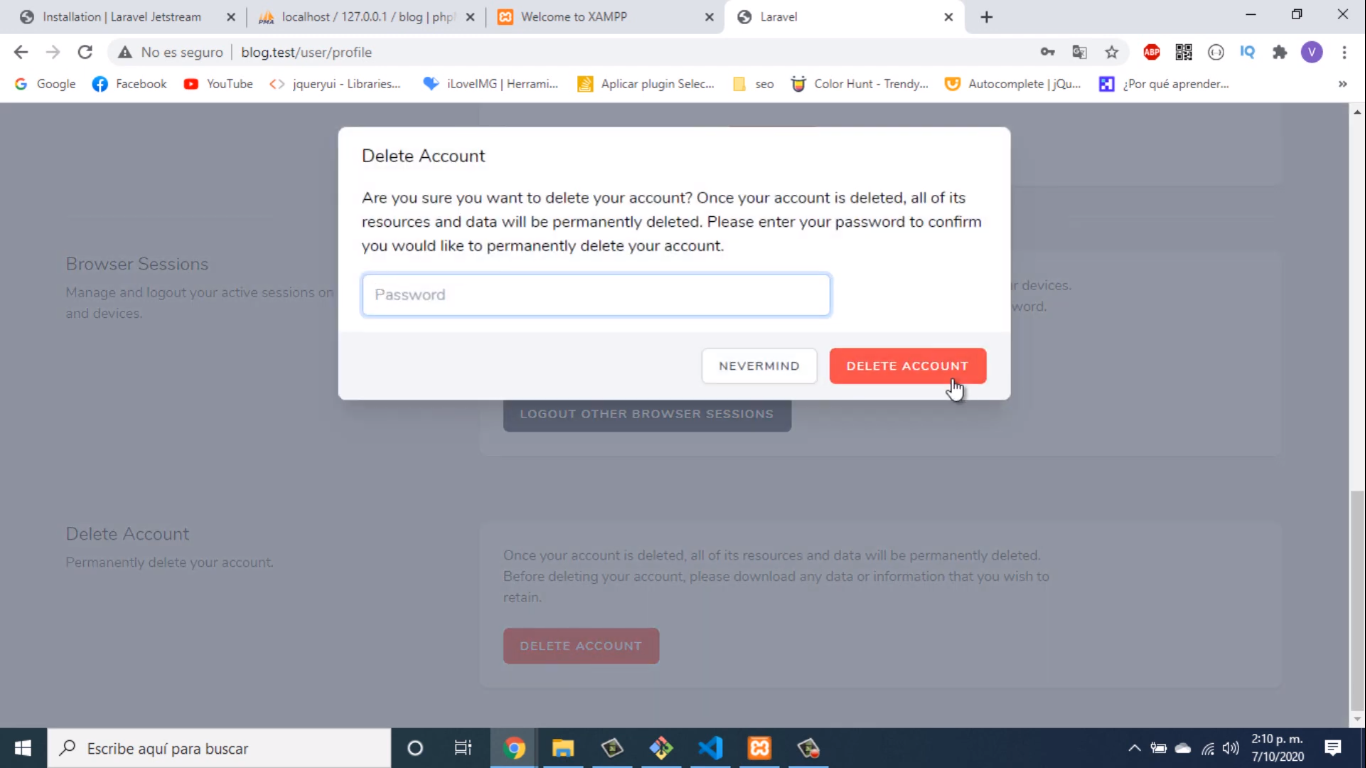 Installation | Laravel Jetstream
localhost / 127.0.0.1 / blog | php
Welcome to XAMPP
Laravel
No es seguro
blog.test/user/profile
ABP
IQ
V
Google
Facebook
YouTube
jqueryui - Libraries...
iLoveIMG | Herrami...
Aplicar plugin Selec...
seo
Color Hunt - Trendy...
Autocomplete | jQu...
¿Por qué aprender...
Delete Account
Are you sure you want to delete your account? Once your account is deleted, all of its
resources and data will be permanently deleted. Please enter your password to confirm
you would like to permanently delete your account.
Password
NEVERMIND
DELETE ACCOUNT
Browser Sessions
Manage and logout your active sessions on
and devices.
r devices.
word.
LOGOUT OTHER BROWSER SESSIONS
Delete Account
Permanently delete your account.
Once your account is deleted, all of its resources and data will be permanently deleted.
Before deleting your account, please download any data or information that you wish to
retain.
DELETE ACCOUNT
Escribe aquí para buscar
2:10 p. m.
7/10/2020